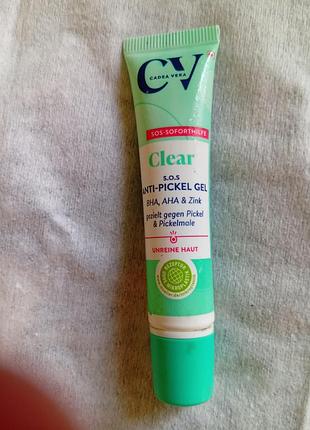 CV
CADEA VERA
SOS-SOFORTHILFE
Clear
S.O.S
ANTI-PICKEL GEL
BHA, AHA & Zink
gezielt gegen Pickel
& Pickelmale
UNREINE HAUT